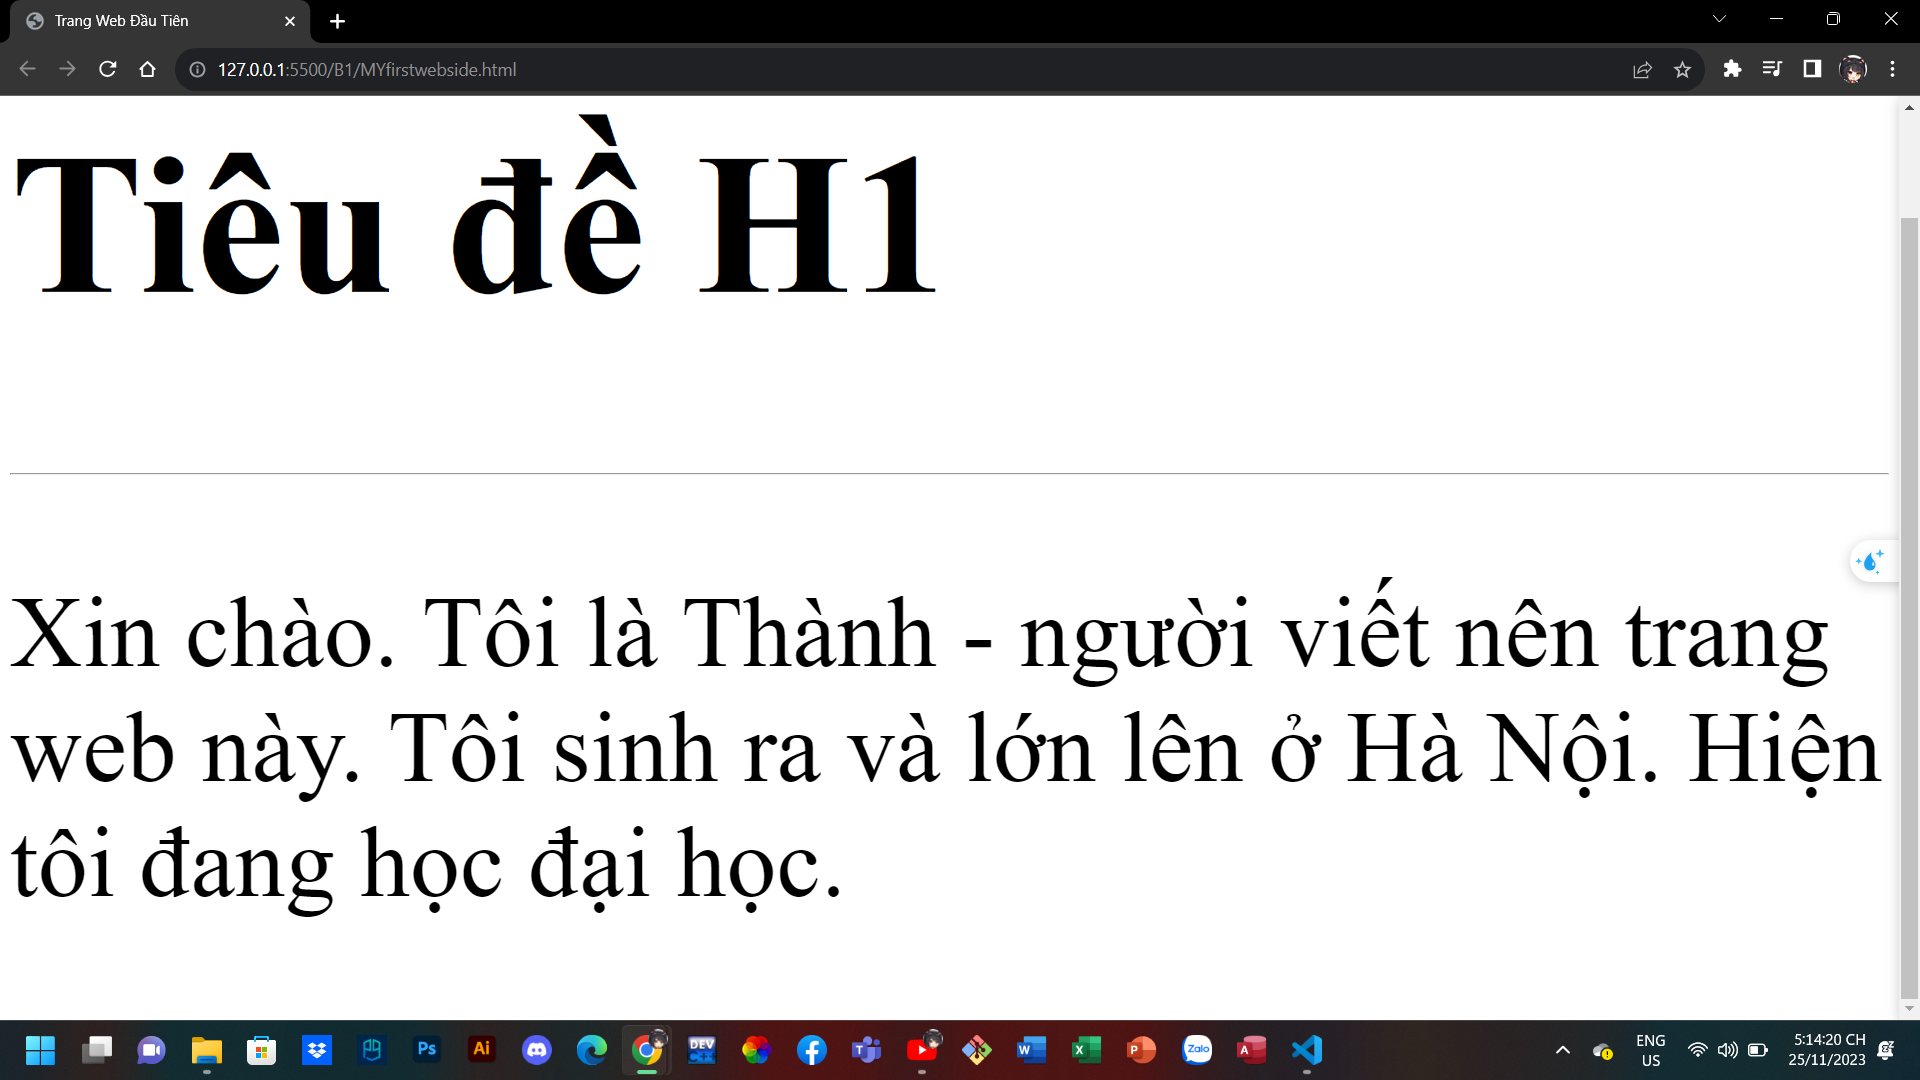 Trang Web Đầu Tiên
127.0.0.1:5500/B1/MYfirstwebside.html
Tiêu đề H1
Xin chào. Tôi là Thành - người viết nên trang
web này. Tôi sinh ra và lớn lên ở Hà Nội. Hiện
tôi đang học đại học.
Ps
Ai
DEV
C++
T
W
X
P
Zalo
A
ENG
US
5:14:20 CH
25/11/2023